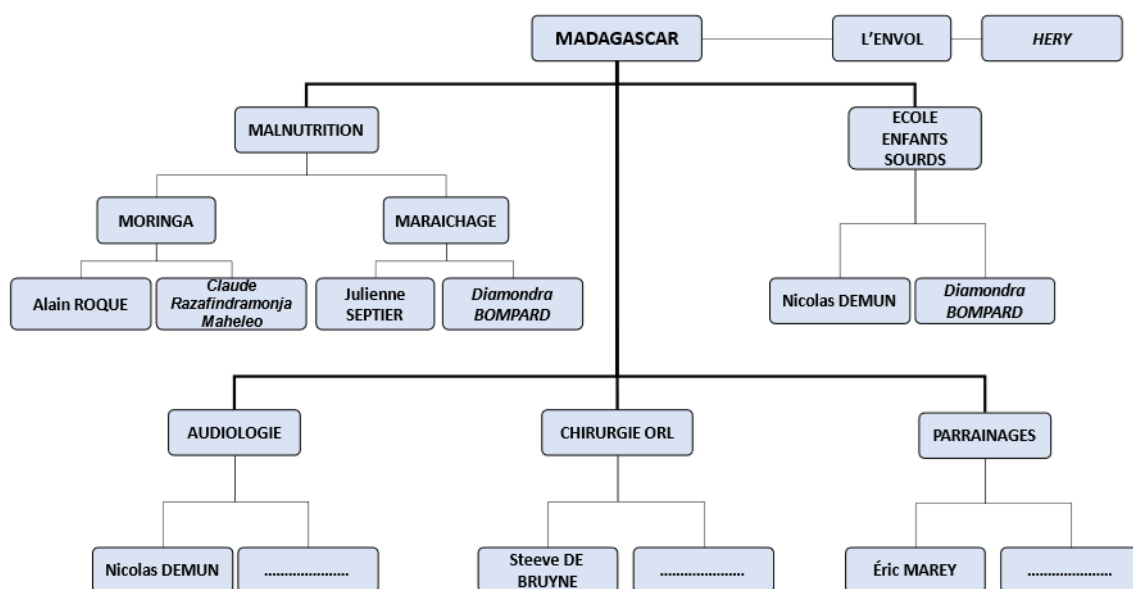 MADAGASCAR
L'ENVOL
HERY
MALNUTRITION
ECOLE
ENFANTS
SOURDS
MORINGA
MARAICHAGE
Alain ROQUE
Claude
Razafindramonja
Maheleo
Julienne
SEPTIER
Diamondra
BOMPARD
Nicolas DEMUN
Diamondra
BOMPARD
AUDIOLOGIE
CHIRURGIE ORL
PARRAINAGES
Nicolas DEMUN
......................
Steeve DE
BRUYNE
......................
Éric MAREY
......................